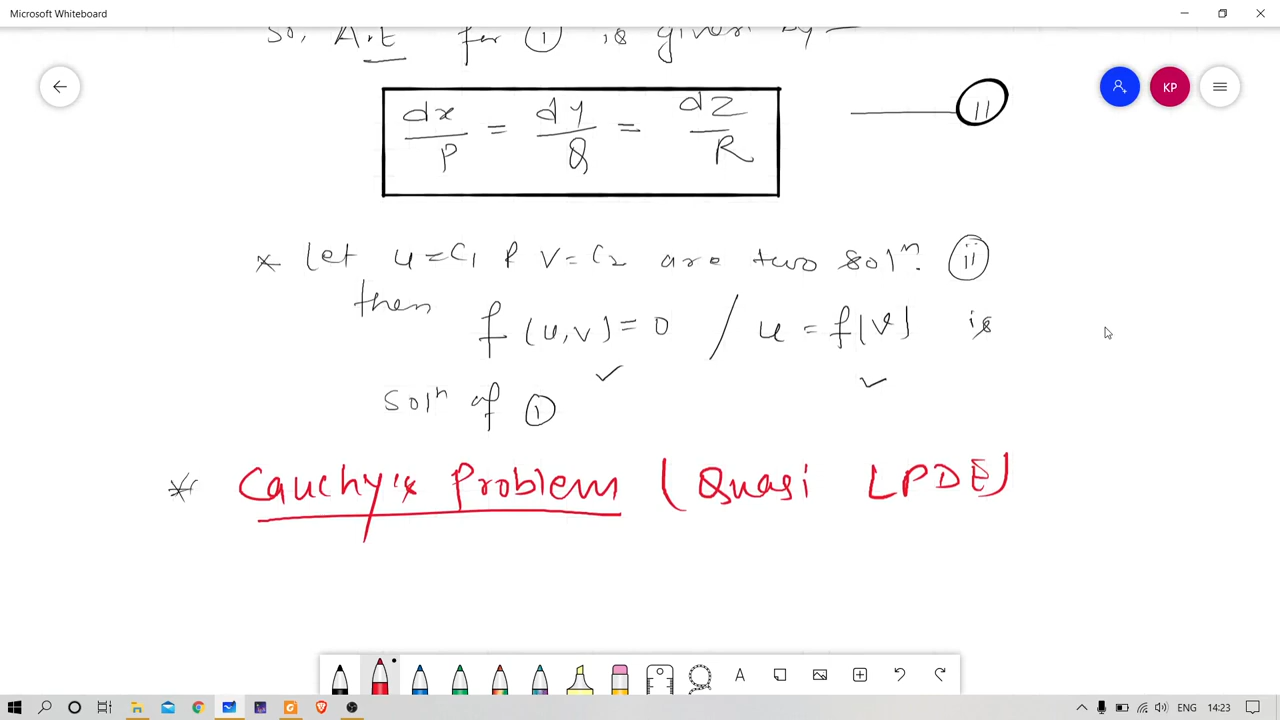 Microsoft Whiteboard
So, A.E for ① is given by —
KP
dx/P = dy/Q = dz/R ——— ⑪
* Let u = C₁ & v = C₂ are two solⁿ. ⓘⓘ
then
f(u,v) = 0 / u = f(v) is
solⁿ of ①
* Cauchy's Problem (Quasi LPDE)
A
ENG 14:23